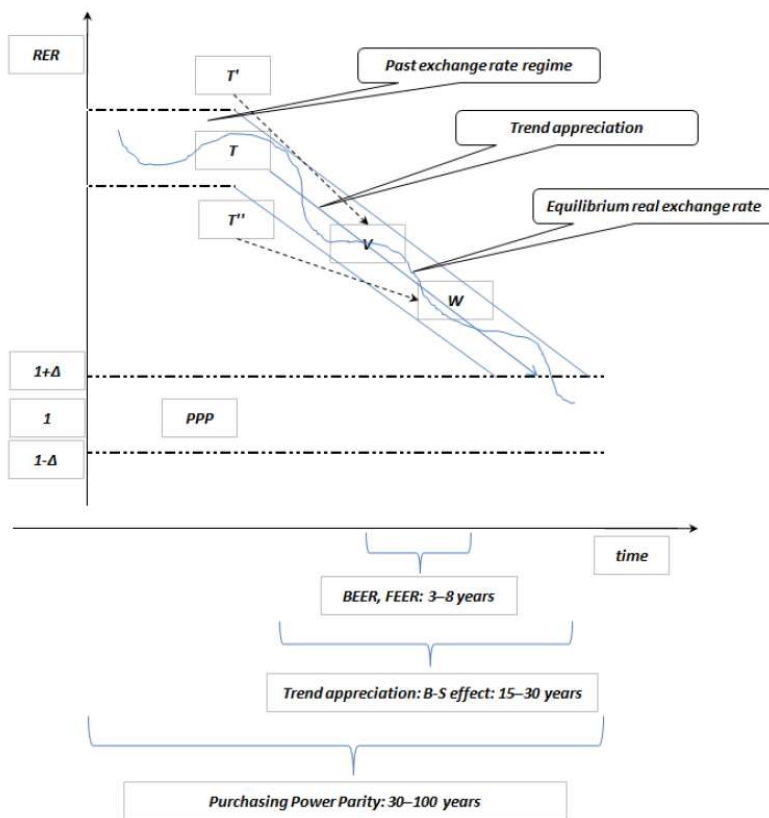 RER
T'
Past exchange rate regime
T
Trend appreciation
T''
Equilibrium real exchange rate
V
W
1+Δ
1
PPP
1-Δ
time
BEER, FEER: 3–8 years
Trend appreciation: B-S effect: 15–30 years
Purchasing Power Parity: 30–100 years